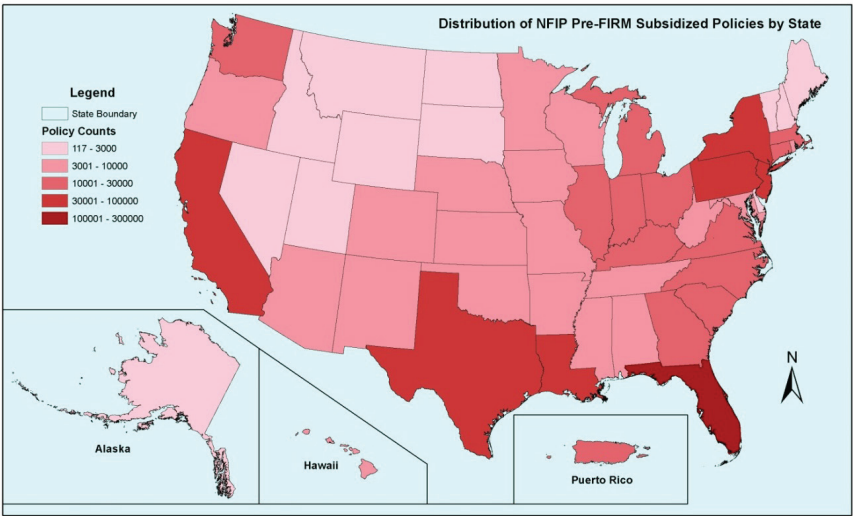 Distribution of NFIP Pre-FIRM Subsidized Policies by State
Legend
State Boundary
Policy Counts
117 - 3000
3001 - 10000
10001 - 30000
30001 - 100000
100001 - 300000
N
Alaska
Hawaii
Puerto Rico